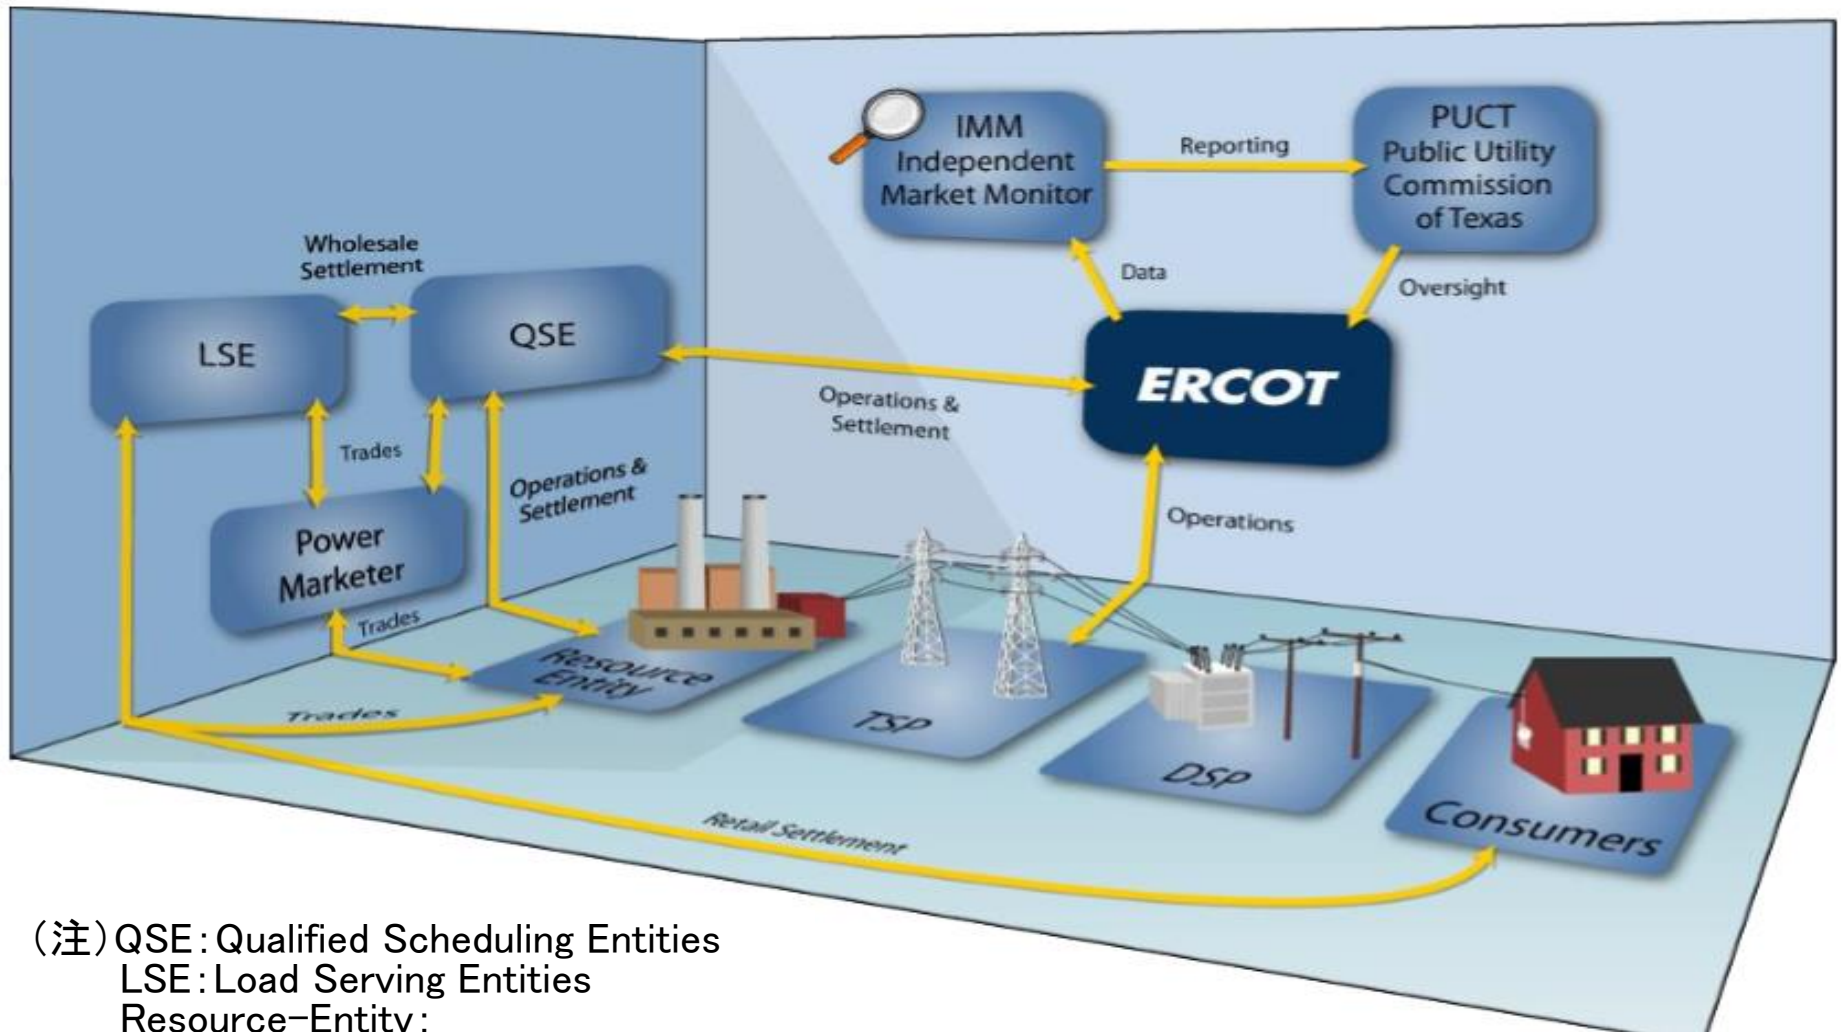 IMM
Independent
Market Monitor
Reporting
PUCT
Public Utility
Commission
of Texas
Data
Oversight
Wholesale
Settlement
LSE
QSE
ERCOT
Operations &
Settlement
Trades
Operations &
Settlement
Power
Marketer
Operations
Trades
Resource
Entity
Trades
TSP
DSP
Consumers
Retail Settlement
（注）QSE：Qualified Scheduling Entities
LSE：Load Serving Entities
Resource-Entity：